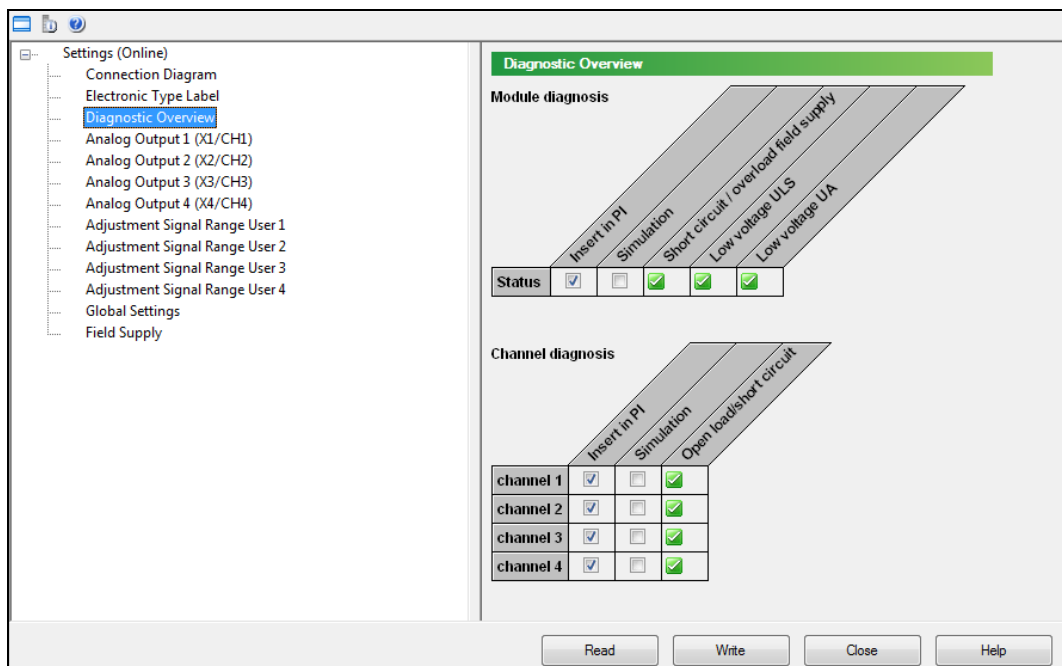 Settings (Online)
Connection Diagram
Electronic Type Label
Diagnostic Overview
Analog Output 1 (X1/CH1)
Analog Output 2 (X2/CH2)
Analog Output 3 (X3/CH3)
Analog Output 4 (X4/CH4)
Adjustment Signal Range User 1
Adjustment Signal Range User 2
Adjustment Signal Range User 3
Adjustment Signal Range User 4
Global Settings
Field Supply
Diagnostic Overview
Module diagnosis
Insert in PI
Simulation
Short circuit / overload field supply
Low voltage ULS
Low voltage UA
Status
Channel diagnosis
Insert in PI
Simulation
Open load/short circuit
channel 1
channel 2
channel 3
channel 4
Read
Write
Close
Help